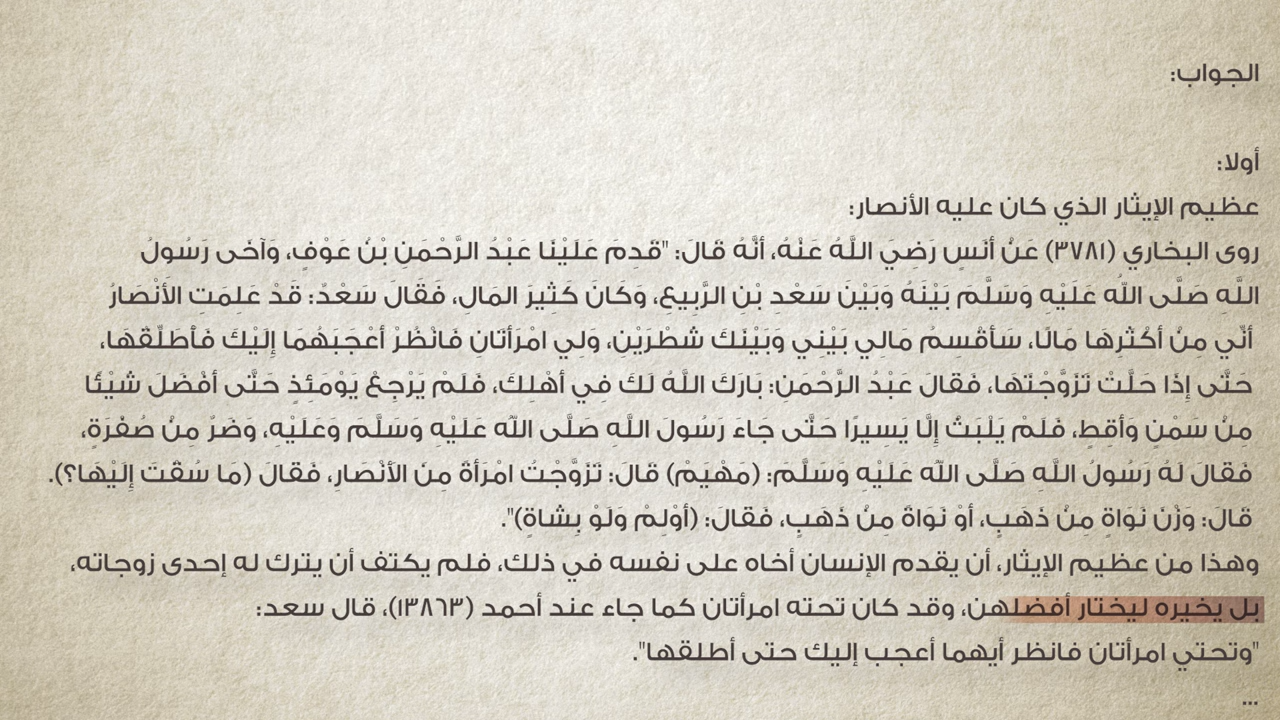 الجواب:
أولا:
عظيم الإيثار الذي كان عليه الأنصار:
روى البخاري (٣٧٨١) عَنْ أَنَسٍ رَضِيَ اللَّهُ عَنْهُ، أَنَّهُ قَالَ: "قَدِمَ عَلَيْنَا عَبْدُ الرَّحْمَنِ بْنُ عَوْفٍ، وَآخَى رَسُولُ
اللَّهِ صَلَّى اللَّهُ عَلَيْهِ وَسَلَّمَ بَيْنَهُ وَبَيْنَ سَعْدِ بْنِ الرَّبِيعِ، وَكَانَ كَثِيرَ المَالِ، فَقَالَ سَعْدٌ: قَدْ عَلِمَتِ الأَنْصَارُ
أَنِّي مِنْ أَكْثَرِهَا مَالًا، سَأَقْسِمُ مَالِي بَيْنِي وَبَيْنَكَ شَطْرَيْنِ، وَلِي امْرَأَتَانِ فَانْظُرْ أَعْجَبَهُمَا إِلَيْكَ فَأُطَلِّقُهَا،
حَتَّى إِذَا حَلَّتْ تَزَوَّجْتَهَا، فَقَالَ عَبْدُ الرَّحْمَنِ: بَارَكَ اللَّهُ لَكَ فِي أَهْلِكَ، فَلَمْ يَرْجِعْ يَوْمَئِذٍ حَتَّى أَفْضَلَ شَيْئًا
مِنْ سَمْنٍ وَأَقِطٍ، فَلَمْ يَلْبَثْ إِلَّا يَسِيرًا حَتَّى جَاءَ رَسُولَ اللَّهِ صَلَّى اللَّهُ عَلَيْهِ وَسَلَّمَ وَعَلَيْهِ، وَضَرٌ مِنْ صُفْرَةٍ،
فَقَالَ لَهُ رَسُولُ اللَّهِ صَلَّى اللَّهُ عَلَيْهِ وَسَلَّمَ: (مَهْيَمْ) قَالَ: تَزَوَّجْتُ امْرَأَةً مِنَ الأَنْصَارِ، فَقَالَ (مَا سُقْتَ إِلَيْهَا؟).
قَالَ: وَزْنَ نَوَاةٍ مِنْ ذَهَبٍ، أَوْ نَوَاةً مِنْ ذَهَبٍ، فَقَالَ: (أَوْلِمْ وَلَوْ بِشَاةٍ)".
وهذا من عظيم الإيثار، أن يقدم الإنسان أخاه على نفسه في ذلك، فلم يكتف أن يترك له إحدى زوجاته،
بل يخيره ليختار أفضلهن، وقد كان تحته امرأتان كما جاء عند أحمد (١٣٨٦٣)، قال سعد:
"وتحتي امرأتان فانظر أيهما أعجب إليك حتى أطلقها".
...